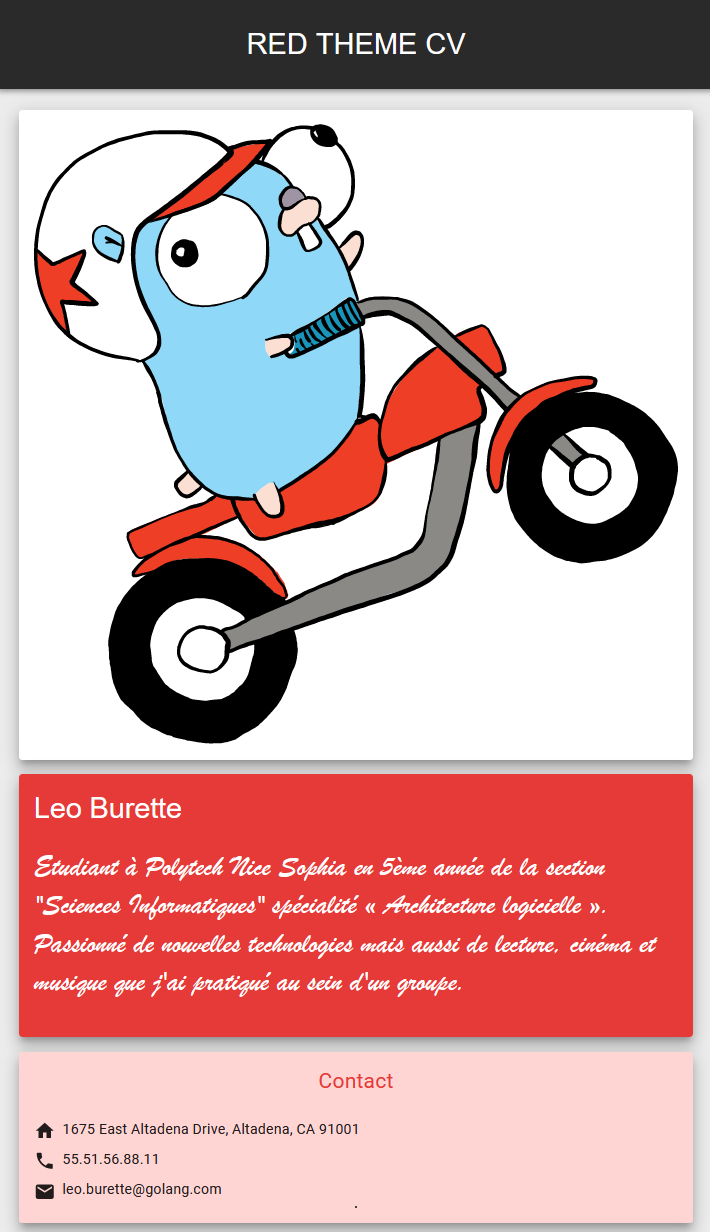 RED THEME CV
Leo Burette
Etudiant à Polytech Nice Sophia en 5ème année de la section
"Sciences Informatiques" spécialité « Architecture logicielle ».
Passionné de nouvelles technologies mais aussi de lecture, cinéma et
musique que j'ai pratiqué au sein d'un groupe.
Contact
1675 East Altadena Drive, Altadena, CA 91001
55.51.56.88.11
leo.burette@golang.com
.